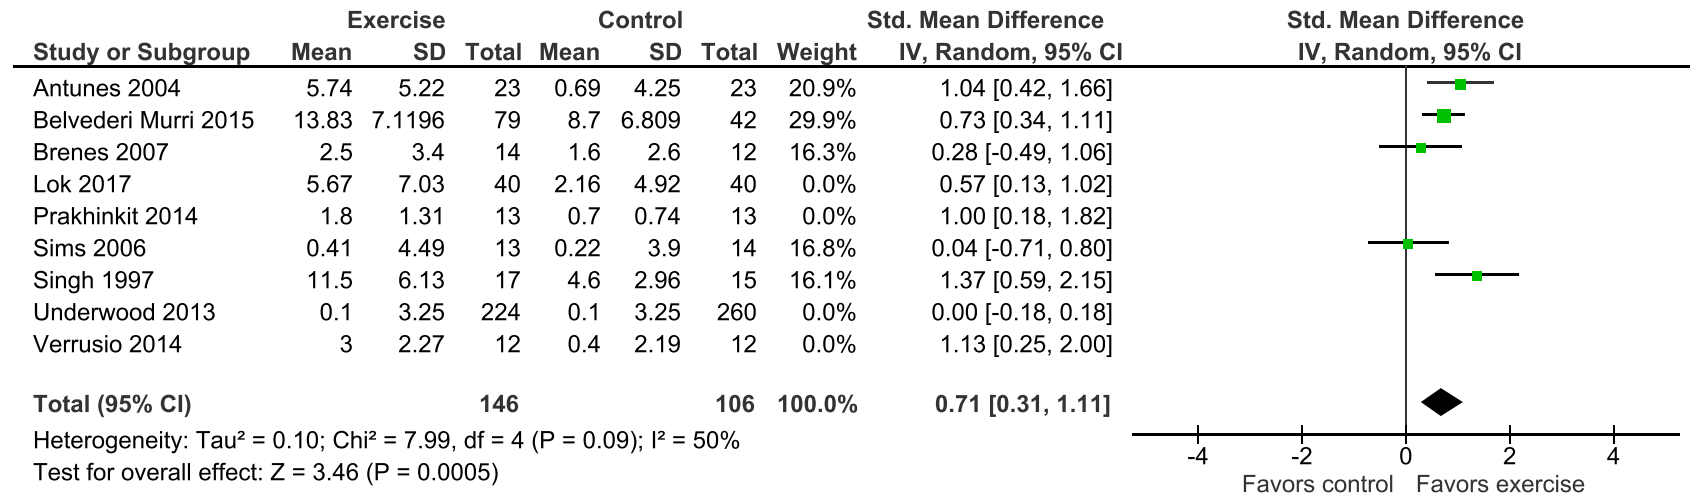 Exercise Control Std. Mean Difference Std. Mean Difference
Study or Subgroup Mean SD Total Mean SD Total Weight IV, Random, 95% CI IV, Random, 95% CI
Antunes 2004 5.74 5.22 23 0.69 4.25 23 20.9% 1.04 [0.42, 1.66]
Belvederi Murri 2015 13.83 7.1196 79 8.7 6.809 42 29.9% 0.73 [0.34, 1.11]
Brenes 2007 2.5 3.4 14 1.6 2.6 12 16.3% 0.28 [-0.49, 1.06]
Lok 2017 5.67 7.03 40 2.16 4.92 40 0.0% 0.57 [0.13, 1.02]
Prakhinkit 2014 1.8 1.31 13 0.7 0.74 13 0.0% 1.00 [0.18, 1.82]
Sims 2006 0.41 4.49 13 0.22 3.9 14 16.8% 0.04 [-0.71, 0.80]
Singh 1997 11.5 6.13 17 4.6 2.96 15 16.1% 1.37 [0.59, 2.15]
Underwood 2013 0.1 3.25 224 0.1 3.25 260 0.0% 0.00 [-0.18, 0.18]
Verrusio 2014 3 2.27 12 0.4 2.19 12 0.0% 1.13 [0.25, 2.00]
Total (95% CI) 146 106 100.0% 0.71 [0.31, 1.11]
Heterogeneity: Tau² = 0.10; Chi² = 7.99, df = 4 (P = 0.09); I² = 50%
Test for overall effect: Z = 3.46 (P = 0.0005)
-4 -2 0 2 4
Favors control Favors exercise